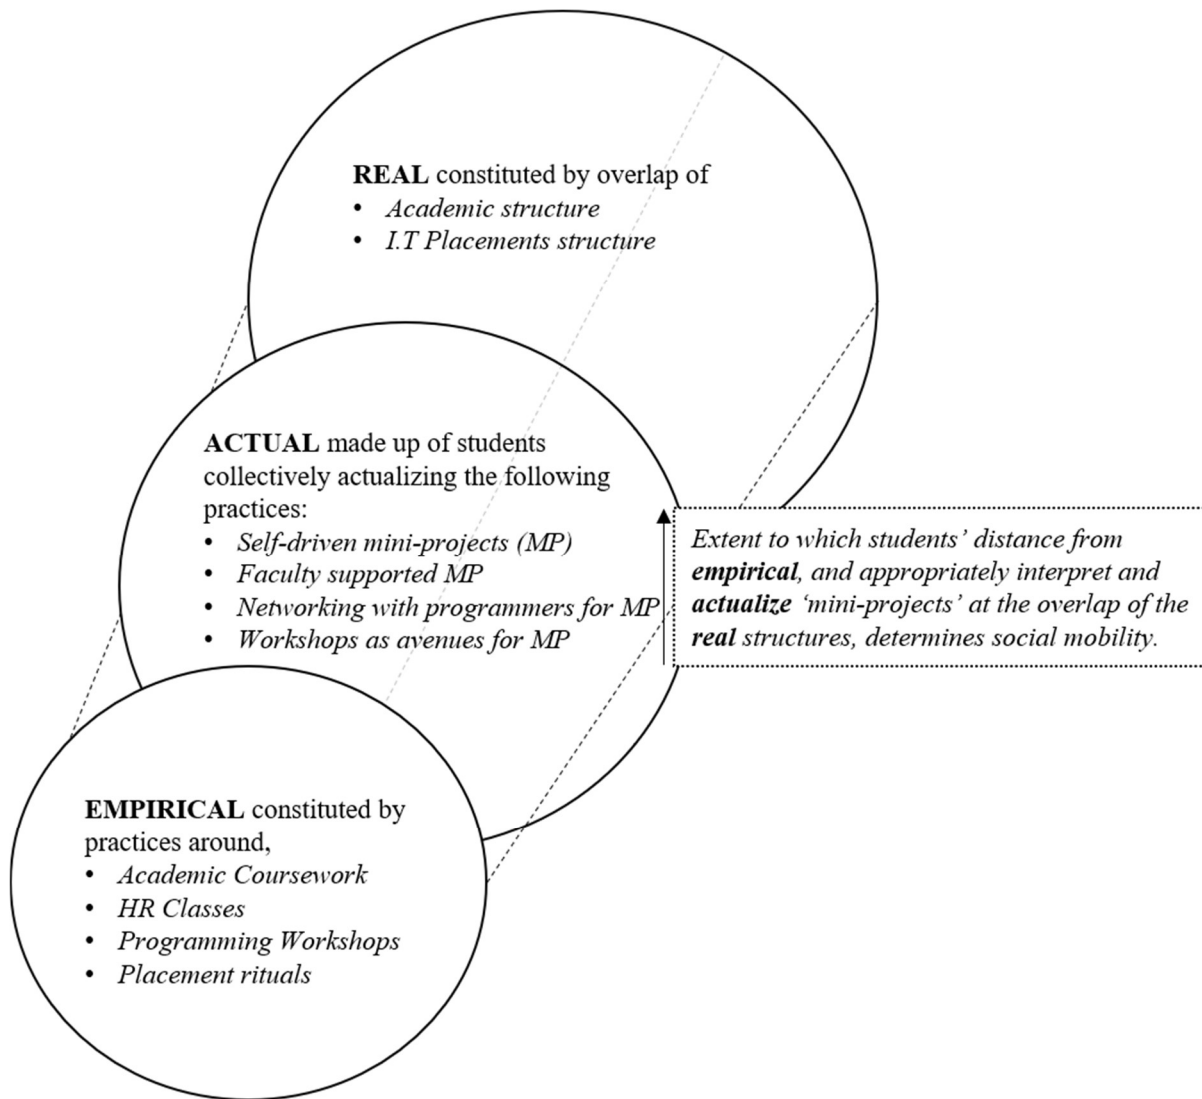 REAL constituted by overlap of
• Academic structure
• I.T Placements structure
ACTUAL made up of students
collectively actualizing the following
practices:
• Self-driven mini-projects (MP)
• Faculty supported MP
• Networking with programmers for MP
• Workshops as avenues for MP
Extent to which students’ distance from
empirical, and appropriately interpret and
actualize ‘mini-projects’ at the overlap of the
real structures, determines social mobility.
EMPIRICAL constituted by
practices around,
• Academic Coursework
• HR Classes
• Programming Workshops
• Placement rituals